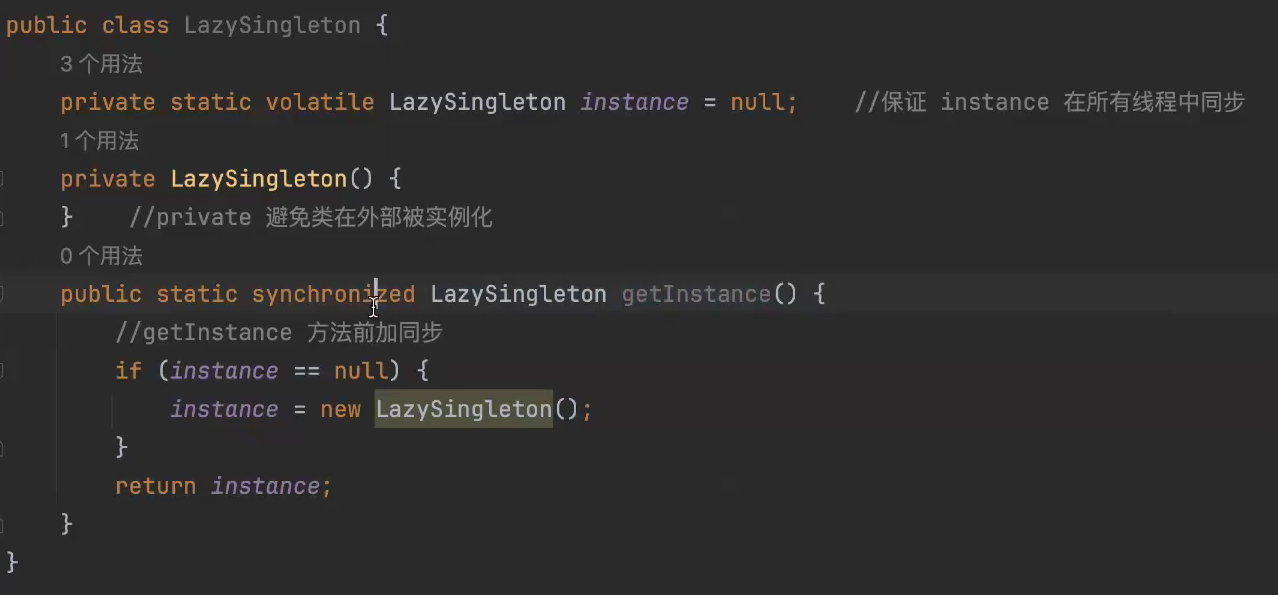 public class LazySingleton {
3 个用法
private static volatile LazySingleton instance = null;    //保证 instance 在所有线程中同步
1 个用法
private LazySingleton() {
}    //private 避免类在外部被实例化
0 个用法
public static synchronized LazySingleton getInstance() {
//getInstance 方法前加同步
if (instance == null) {
instance = new LazySingleton();
}
return instance;
}
}